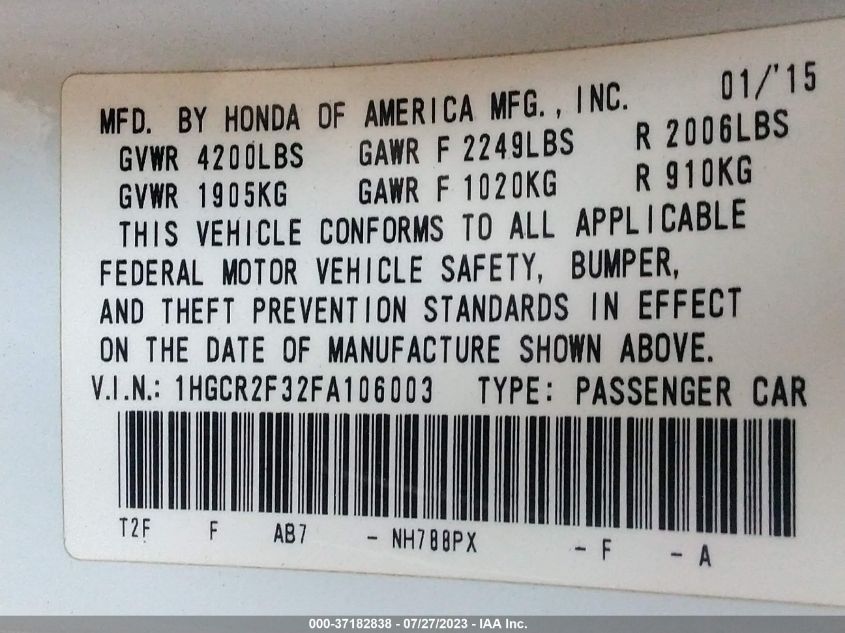 01/'15
MFD. BY HONDA OF AMERICA MFG., INC.
GVWR 4200LBS GAWR F 2249LBS R 2006LBS
GVWR 1905KG GAWR F 1020KG R 910KG
THIS VEHICLE CONFORMS TO ALL APPLICABLE
FEDERAL MOTOR VEHICLE SAFETY, BUMPER,
AND THEFT PREVENTION STANDARDS IN EFFECT
ON THE DATE OF MANUFACTURE SHOWN ABOVE.
V.I.N.: 1HGCR2F32FA106003 TYPE: PASSENGER CAR
T2F F AB7 - NH788PX - F - A
000-37182838 - 07/27/2023 - IAA Inc.